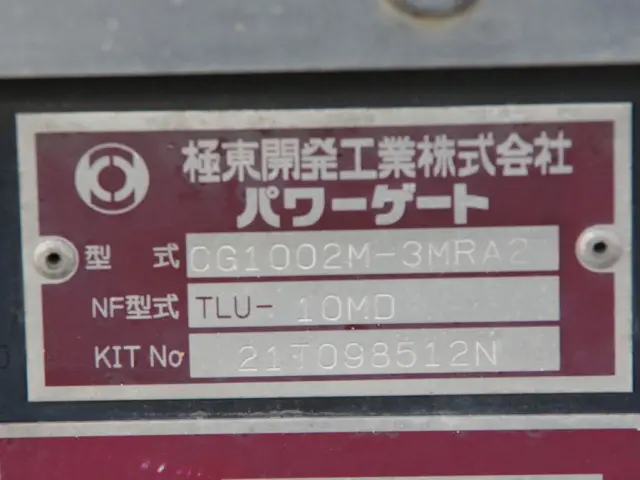 極東開発工業株式会社
パワーゲート
型 式 CG1002M-3MRA2
NF型式 TLU- 10MD
KIT No 21T098512N